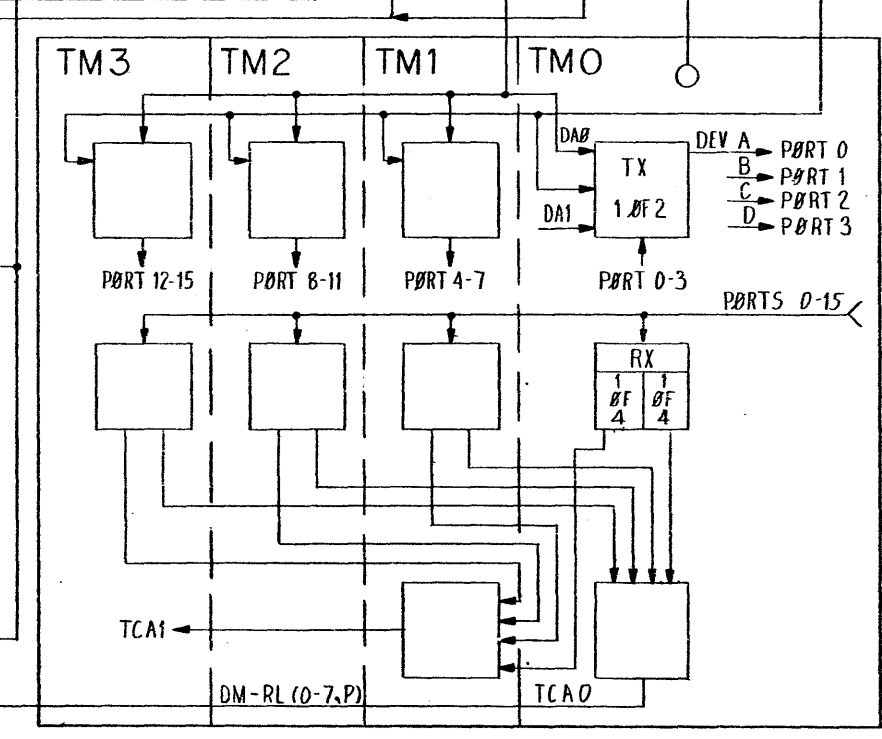 TM3 TM2 TM1 TM0
DAØ
DEV A PØRT 0
TX
B PØRT 1
C PØRT 2
1 ØF 2
DA1
D PØRT 3
PØRT 12-15 PØRT 8-11 PØRT 4-7 PØRT 0-3
PØRTS 0-15
RX
1 ØF 4
1 ØF 4
TCA1
DM-RL (0-7,P)
TCA0